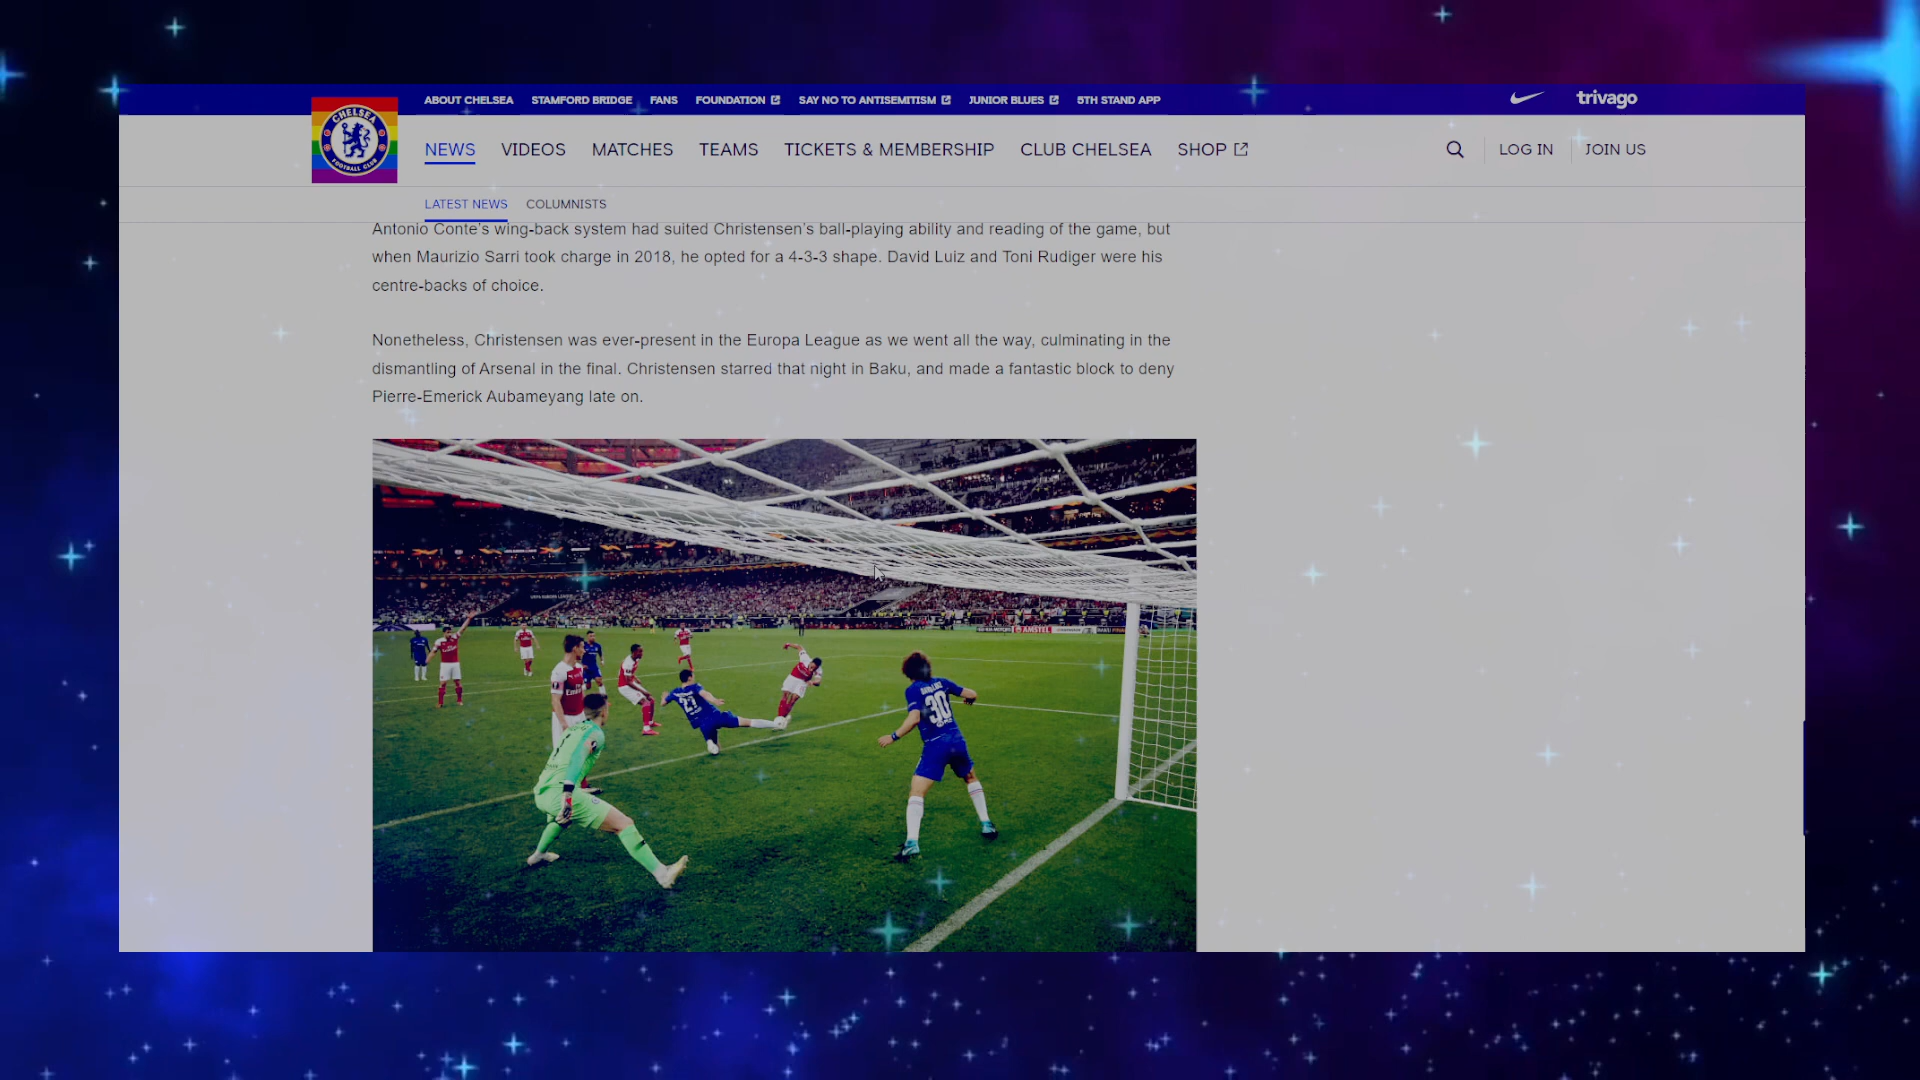 ABOUT CHELSEA STAMFORD BRIDGE FANS FOUNDATION SAY NO TO ANTISEMITISM JUNIOR BLUES 5TH STAND APP trivago
CHELSEA
FOOTBALL CLUB
NEWS VIDEOS MATCHES TEAMS TICKETS & MEMBERSHIP CLUB CHELSEA SHOP LOG IN JOIN US
LATEST NEWS COLUMNISTS
Antonio Conte's wing-back system had suited Christensen's ball-playing ability and reading of the game, but
when Maurizio Sarri took charge in 2018, he opted for a 4-3-3 shape. David Luiz and Toni Rudiger were his
centre-backs of choice.
Nonetheless, Christensen was ever-present in the Europa League as we went all the way, culminating in the
dismantling of Arsenal in the final. Christensen starred that night in Baku, and made a fantastic block to deny
Pierre-Emerick Aubameyang late on.
AMSTEL
27
DAVID LUIZ
30